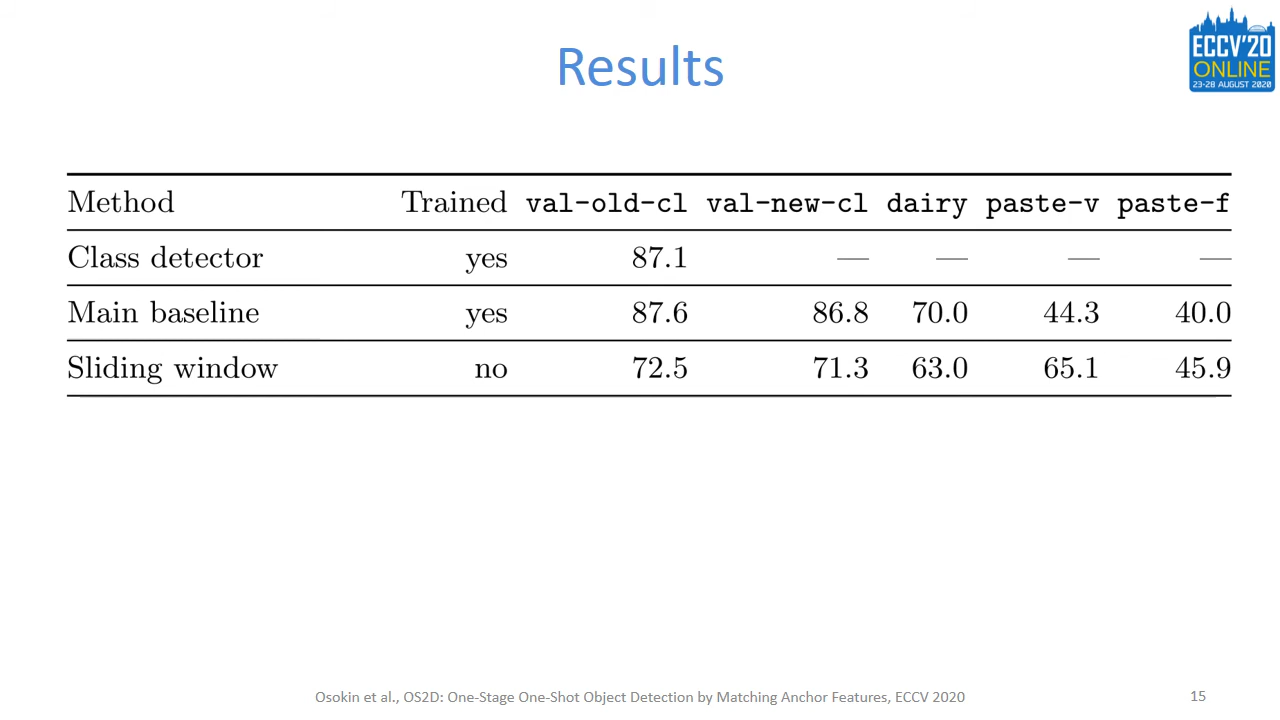 Results
ECCV'20
ONLINE
23-28 AUGUST 2020
Method Trained val-old-cl val-new-cl dairy paste-v paste-f
Class detector yes 87.1 — — — —
Main baseline yes 87.6 86.8 70.0 44.3 40.0
Sliding window no 72.5 71.3 63.0 65.1 45.9
Osokin et al., OS2D: One-Stage One-Shot Object Detection by Matching Anchor Features, ECCV 2020
15